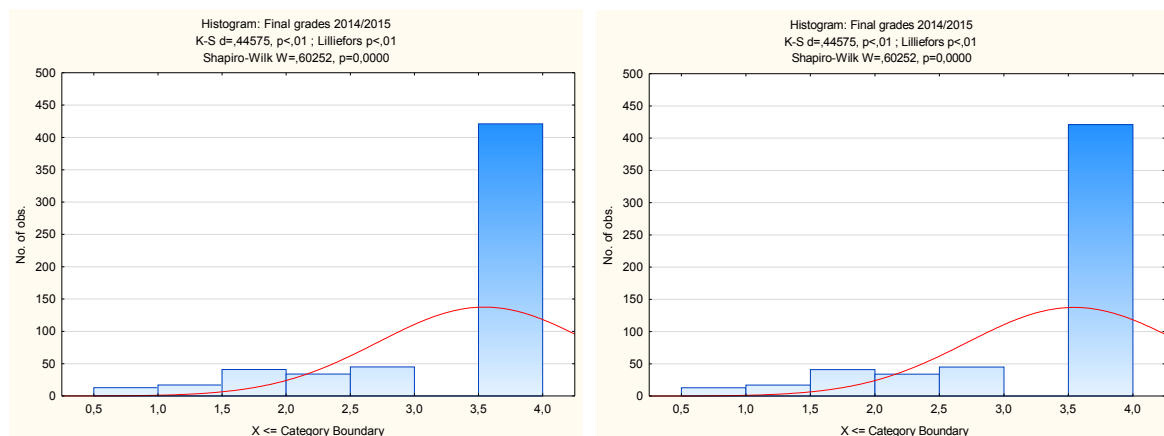 Histogram: Final grades 2014/2015
K-S d=,44575, p<,01 ; Lilliefors p<,01
Shapiro-Wilk W=,60252, p=0,0000
500
450
400
350
300
250
200
150
100
50
0
No. of obs.
0,5 1,0 1,5 2,0 2,5 3,0 3,5 4,0
X <= Category Boundary
Histogram: Final grades 2014/2015
K-S d=,44575, p<,01 ; Lilliefors p<,01
Shapiro-Wilk W=,60252, p=0,0000
500
450
400
350
300
250
200
150
100
50
0
No. of obs.
0,5 1,0 1,5 2,0 2,5 3,0 3,5 4,0
X <= Category Boundary